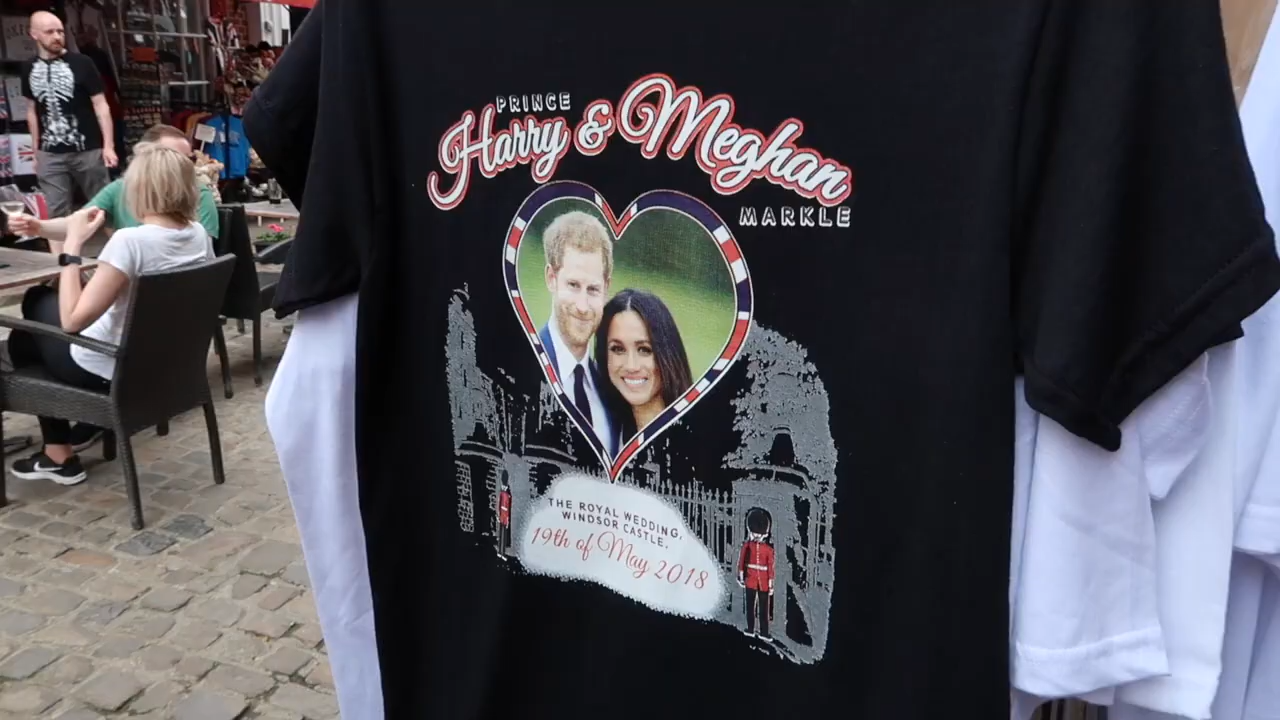 PRINCE
Harry & Meghan
MARKLE
THE ROYAL WEDDING,
WINDSOR CASTLE,
19th of May 2018